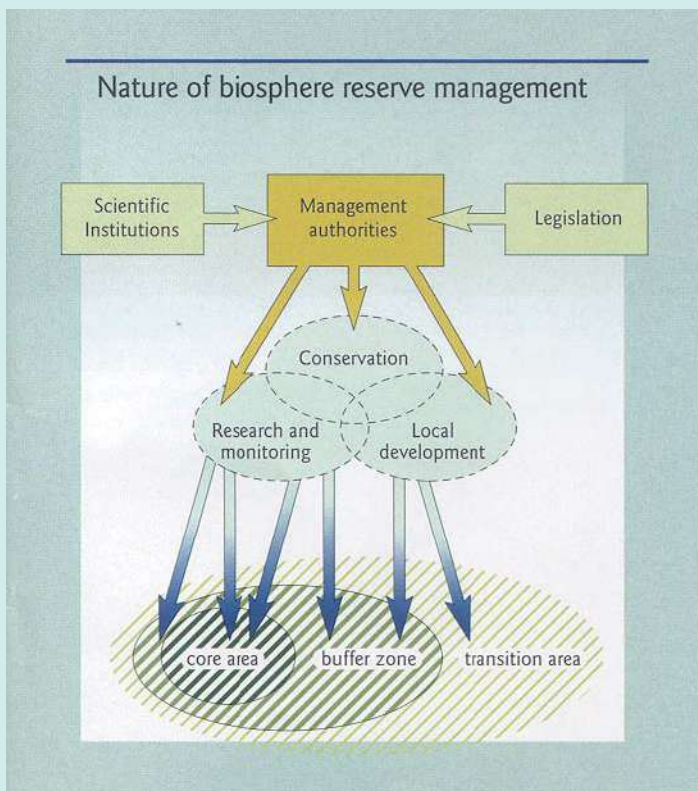 Nature of biosphere reserve management
Scientific
Institutions
Management
authorities
Legislation
Conservation
Research and
monitoring
Local
development
core area
buffer zone
transition area